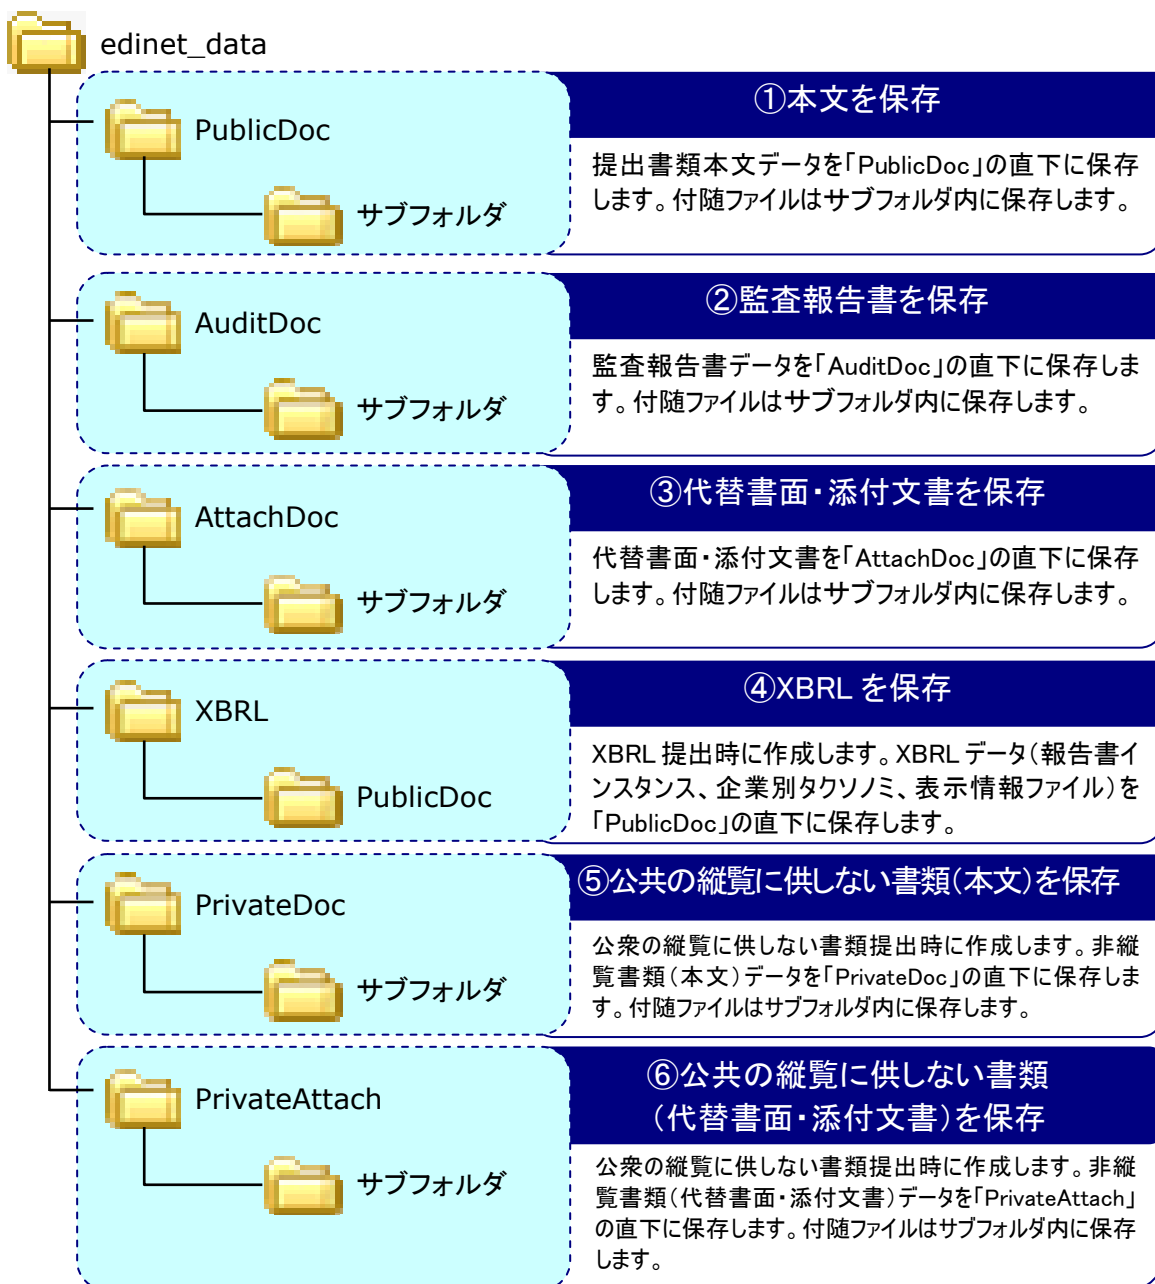 edinet_data
PublicDoc
サブフォルダ
①本文を保存
提出書類本文データを「PublicDoc」の直下に保存
します。付随ファイルはサブフォルダ内に保存します。
AuditDoc
サブフォルダ
②監査報告書を保存
監査報告書データを「AuditDoc」の直下に保存しま
す。付随ファイルはサブフォルダ内に保存します。
AttachDoc
サブフォルダ
③代替書面・添付文書を保存
代替書面・添付文書を「AttachDoc」の直下に保存
します。付随ファイルはサブフォルダ内に保存します。
XBRL
PublicDoc
④XBRL を保存
XBRL 提出時に作成します。XBRL データ（報告書イ
ンスタンス、企業別タクソノミ、表示情報ファイル）を
「PublicDoc」の直下に保存します。
PrivateDoc
サブフォルダ
⑤公共の縦覧に供しない書類（本文）を保存
公衆の縦覧に供しない書類提出時に作成します。非縦
覧書類（本文）データを「PrivateDoc」の直下に保存しま
す。付随ファイルはサブフォルダ内に保存します。
PrivateAttach
サブフォルダ
⑥公共の縦覧に供しない書類
（代替書面・添付文書）を保存
公衆の縦覧に供しない書類提出時に作成します。非縦
覧書類（代替書面・添付文書）データを「PrivateAttach」
の直下に保存します。付随ファイルはサブフォルダ内に保存
します。